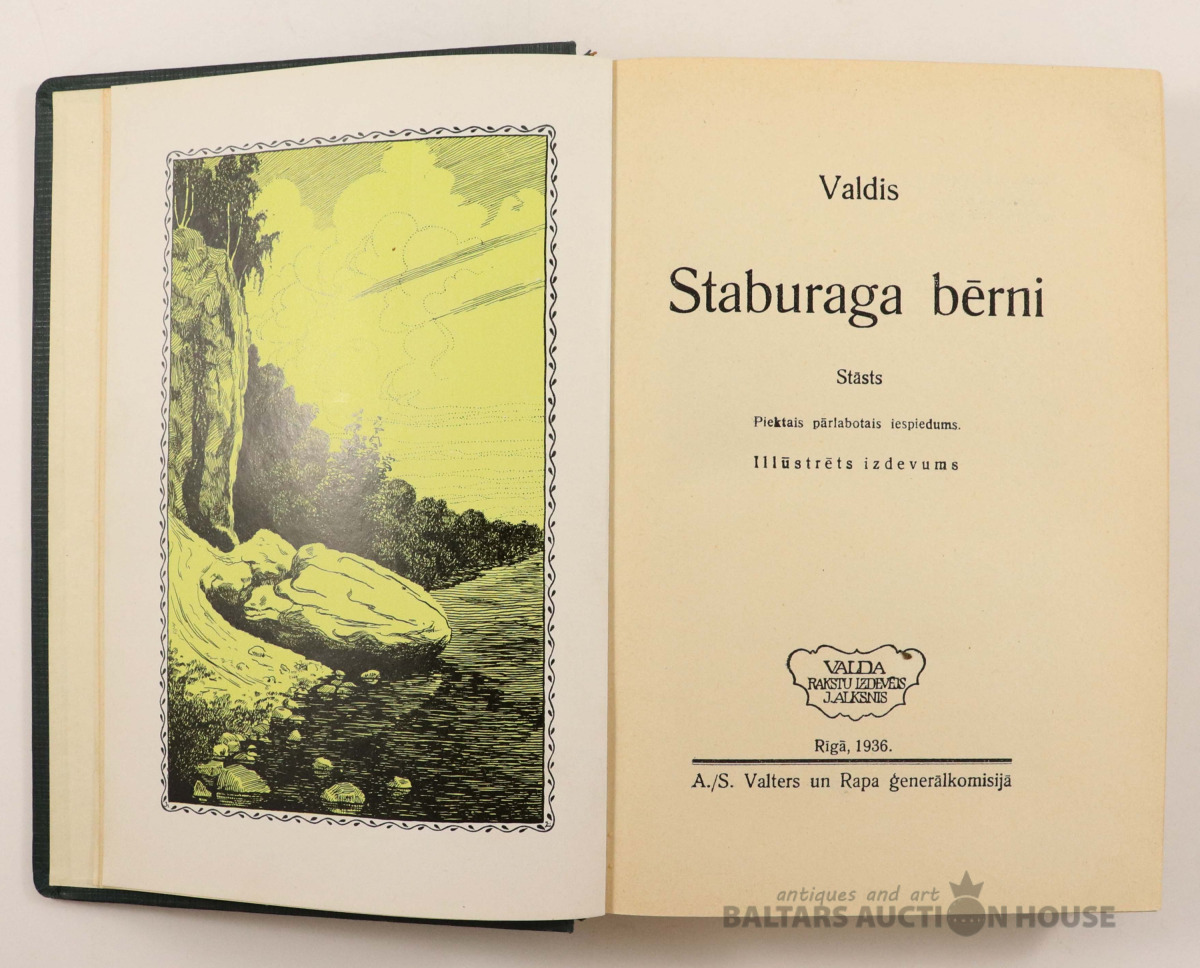 Valdis
Staburaga bērni
Stāsts
Piektais pārlabotais iespiedums.
Illūstrēts izdevums
VALDA
RAKSTU IZDEVĒJS
J. ALKSNIS
Rīgā, 1936.
A./S. Valters un Rapa ģenerālkomisijā
antiques and art
BALTARS AUCTION HOUSE